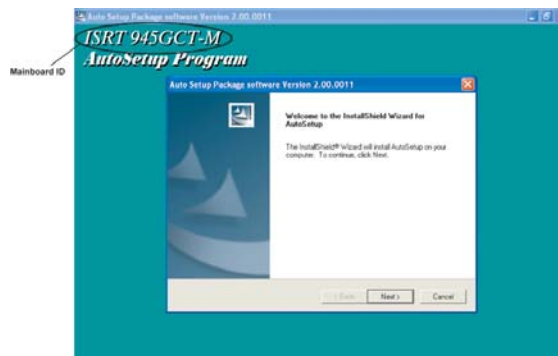 Auto Setup Package software Version 2.00.0011
ISRT 945GCT-M
AutoSetup Program
Mainboard ID
Auto Setup Package software Version 2.00.0011
Welcome to the InstallShield Wizard for
AutoSetup
The InstallShield® Wizard will install AutoSetup on your
computer. To continue, click Next.
< Back
Next >
Cancel